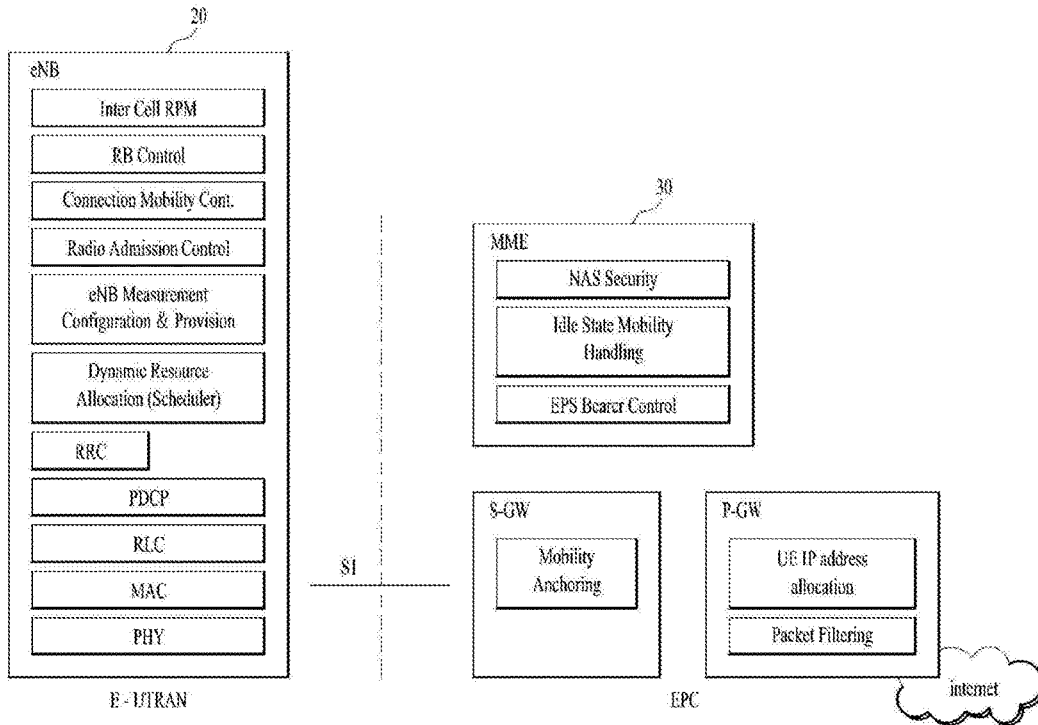 20
eNB
Inter Cell RPM
RB Control
Connection Mobility Cont.
Radio Admission Control
eNB Measurement
Configuration & Provision
Dynamic Resource
Allocation (Scheduler)
RRC
PDCP
RLC
MAC
PHY
E - UTRAN
S1
30
MME
NAS Security
Idle State Mobility
Handling
EPS Bearer Control
S-GW
Mobility
Anchoring
P-GW
UE IP address
allocation
Packet Filtering
EPC
internet